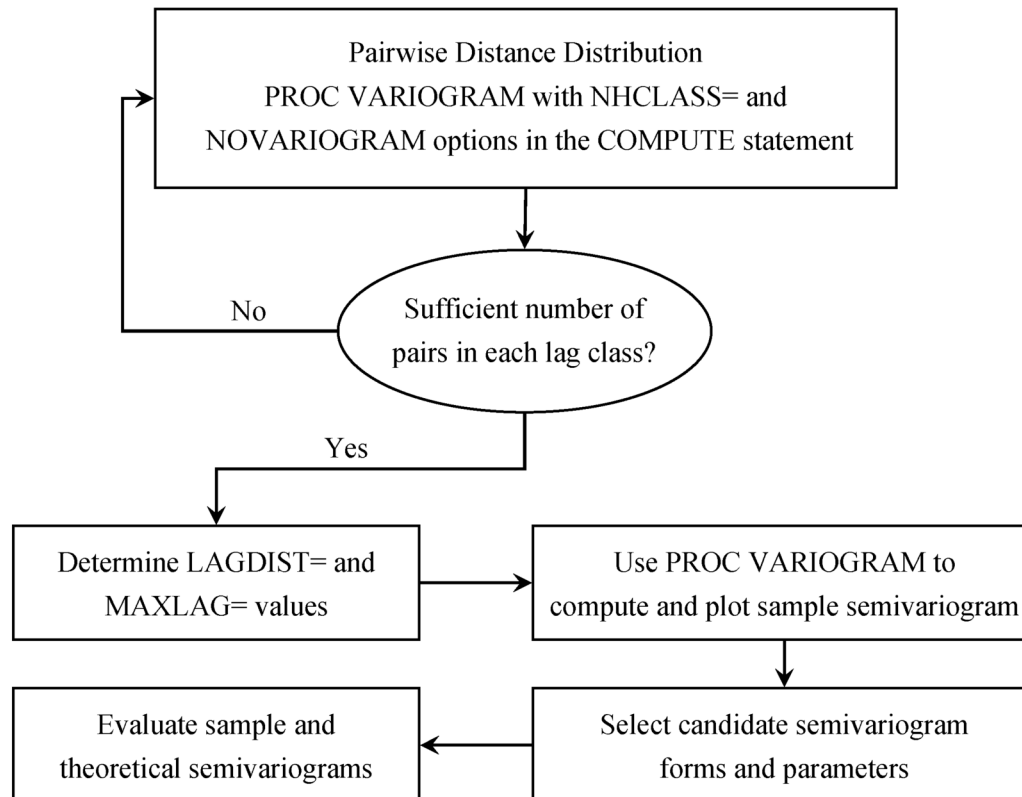 Pairwise Distance Distribution
PROC VARIOGRAM with NHCLASS= and
NOVARIOGRAM options in the COMPUTE statement
No
Sufficient number of
pairs in each lag class?
Yes
Determine LAGDIST= and
MAXLAG= values
Use PROC VARIOGRAM to
compute and plot sample semivariogram
Select candidate semivariogram
forms and parameters
Evaluate sample and
theoretical semivariograms